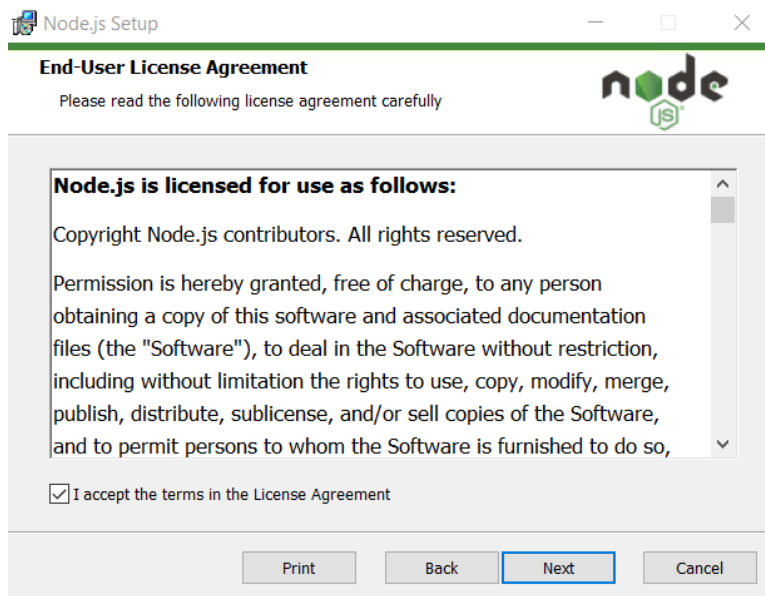 Node.js Setup
End-User License Agreement
Please read the following license agreement carefully
node
JS
Node.js is licensed for use as follows:
Copyright Node.js contributors. All rights reserved.
Permission is hereby granted, free of charge, to any person
obtaining a copy of this software and associated documentation
files (the "Software"), to deal in the Software without restriction,
including without limitation the rights to use, copy, modify, merge,
publish, distribute, sublicense, and/or sell copies of the Software,
and to permit persons to whom the Software is furnished to do so,
I accept the terms in the License Agreement
Print
Back
Next
Cancel